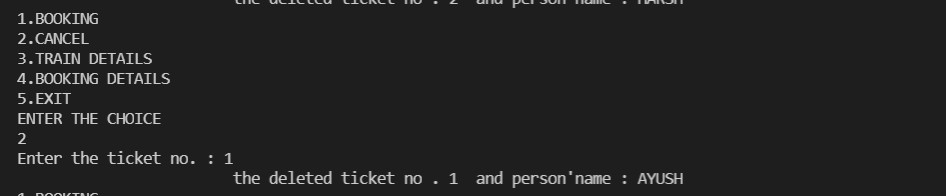 the deleted ticket no . 2  and person'name : HARSH
1.BOOKING
2.CANCEL
3.TRAIN DETAILS
4.BOOKING DETAILS
5.EXIT
ENTER THE CHOICE
2
Enter the ticket no. : 1
the deleted ticket no . 1  and person'name : AYUSH
1.BOOKING